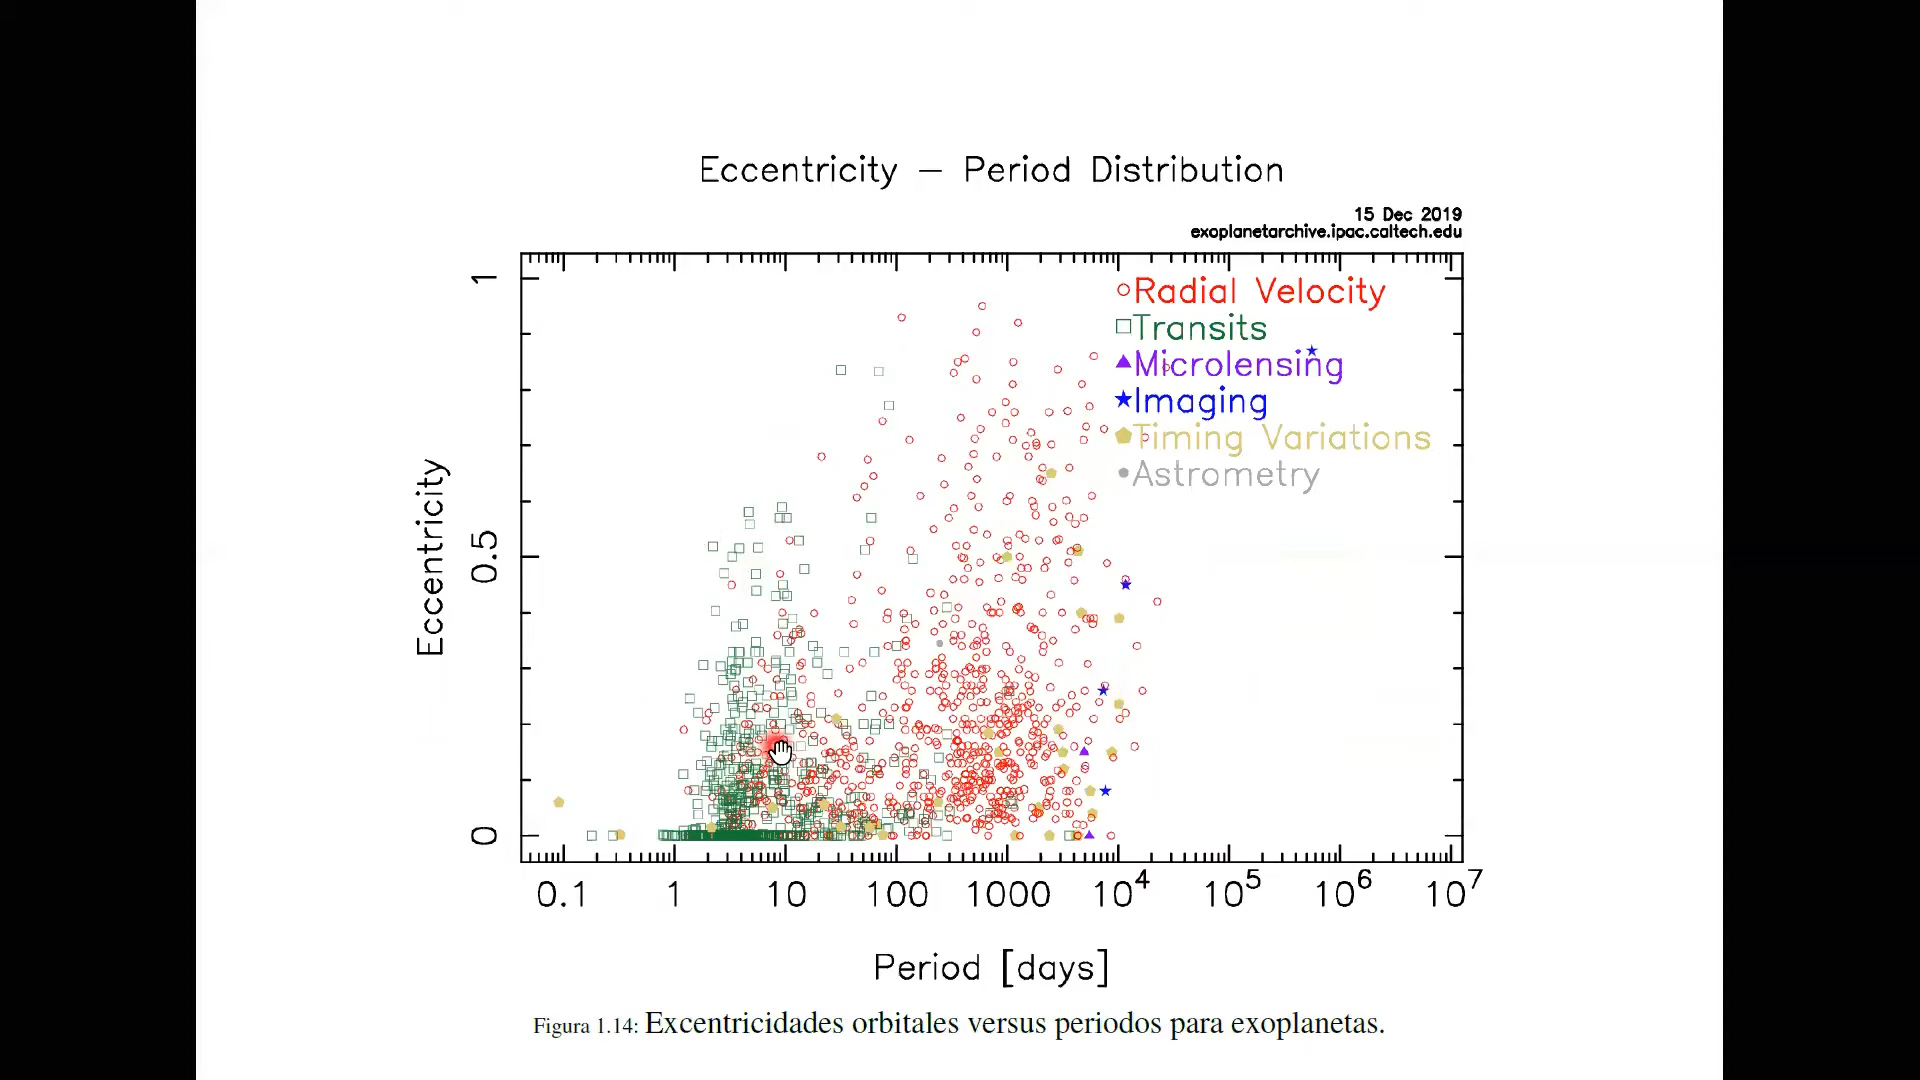 Eccentricity – Period Distribution
15 Dec 2019
exoplanetarchive.ipac.caltech.edu
Radial Velocity
Transits
Microlensing
Imaging
Timing Variations
Astrometry
Eccentricity
1
0.5
0
0.1 1 10 100 1000 10⁴ 10⁵ 10⁶ 10⁷
Period [days]
Figura 1.14: Excentricidades orbitales versus periodos para exoplanetas.